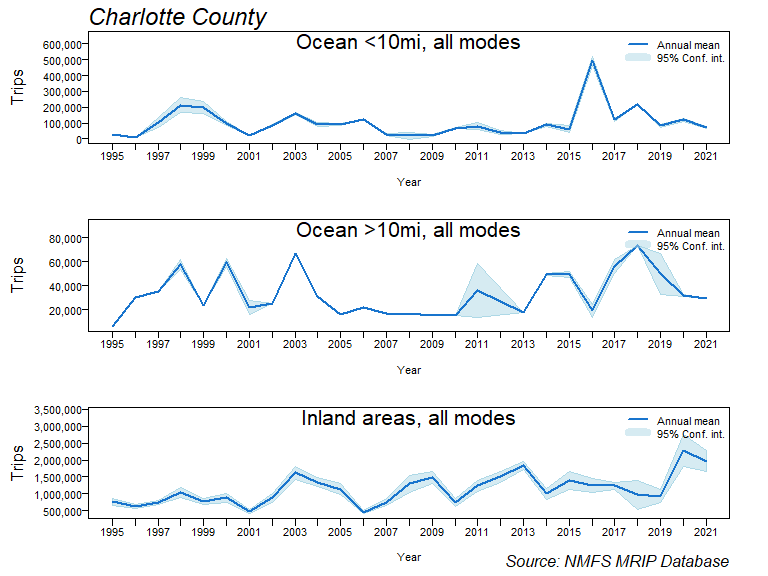 Charlotte County
Ocean <10mi, all modes
Annual mean
95% Conf. int.
Trips
600,000
500,000
400,000
300,000
200,000
100,000
0
1995 1997 1999 2001 2003 2005 2007 2009 2011 2013 2015 2017 2019 2021
Year
Ocean >10mi, all modes
Annual mean
95% Conf. int.
Trips
80,000
60,000
40,000
20,000
1995 1997 1999 2001 2003 2005 2007 2009 2011 2013 2015 2017 2019 2021
Year
Inland areas, all modes
Annual mean
95% Conf. int.
Trips
3,500,000
3,000,000
2,500,000
2,000,000
1,500,000
1,000,000
500,000
1995 1997 1999 2001 2003 2005 2007 2009 2011 2013 2015 2017 2019 2021
Year
Source: NMFS MRIP Database